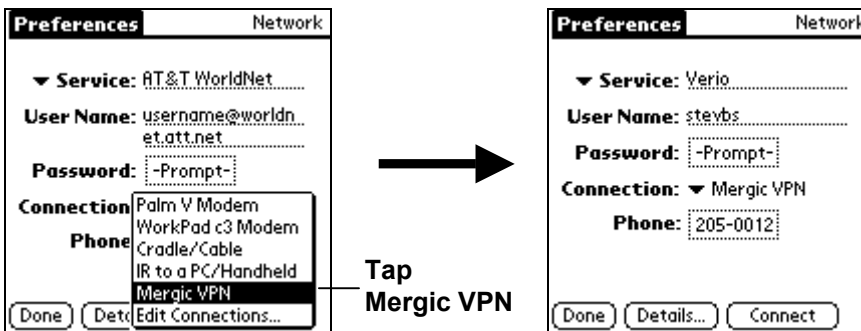 Preferences Network
Service: AT&T WorldNet
User Name: username@worldn
et.att.net
Password: -Prompt-
Connection
Palm V Modem
WorkPad c3 Modem
Phone
Cradle/Cable
IR to a PC/Handheld
Mergic VPN
Edit Connections...
Done
Tap
Mergic VPN
Preferences Network
Service: Verio
User Name: stevbs
Password: -Prompt-
Connection: Mergic VPN
Phone: 205-0012
Done Details... Connect